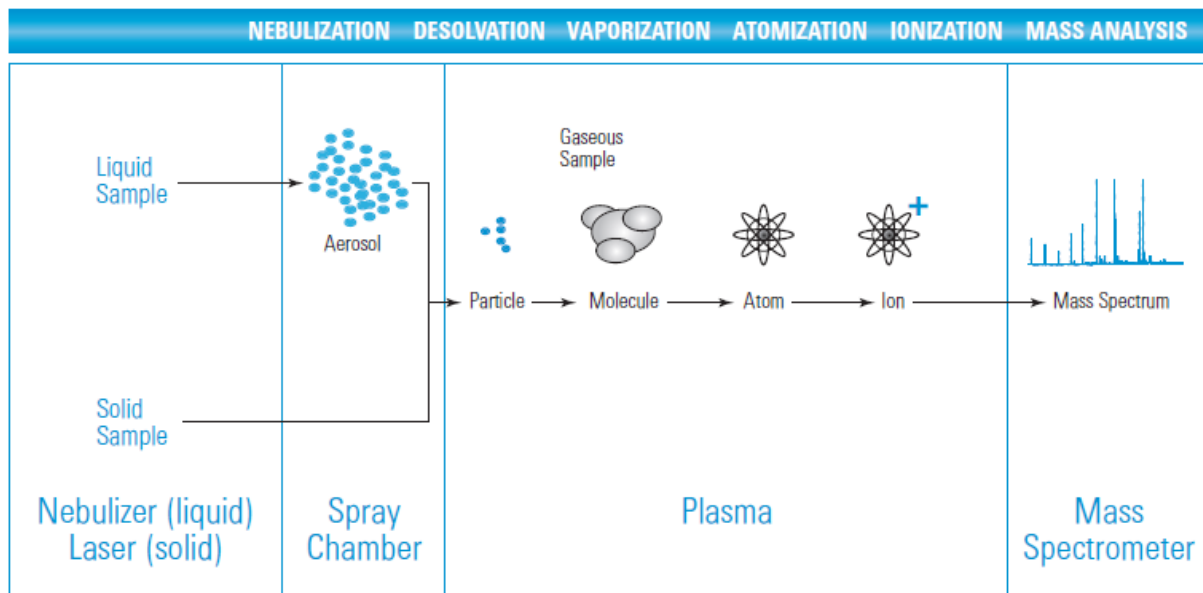 NEBULIZATION DESOLVATION VAPORIZATION ATOMIZATION IONIZATION MASS ANALYSIS
Gaseous
Sample
Liquid
Sample
Aerosol
+
Particle
Molecule
Atom
Ion
Mass Spectrum
Solid
Sample
Nebulizer (liquid)
Laser (solid)
Spray
Chamber
Plasma
Mass
Spectrometer